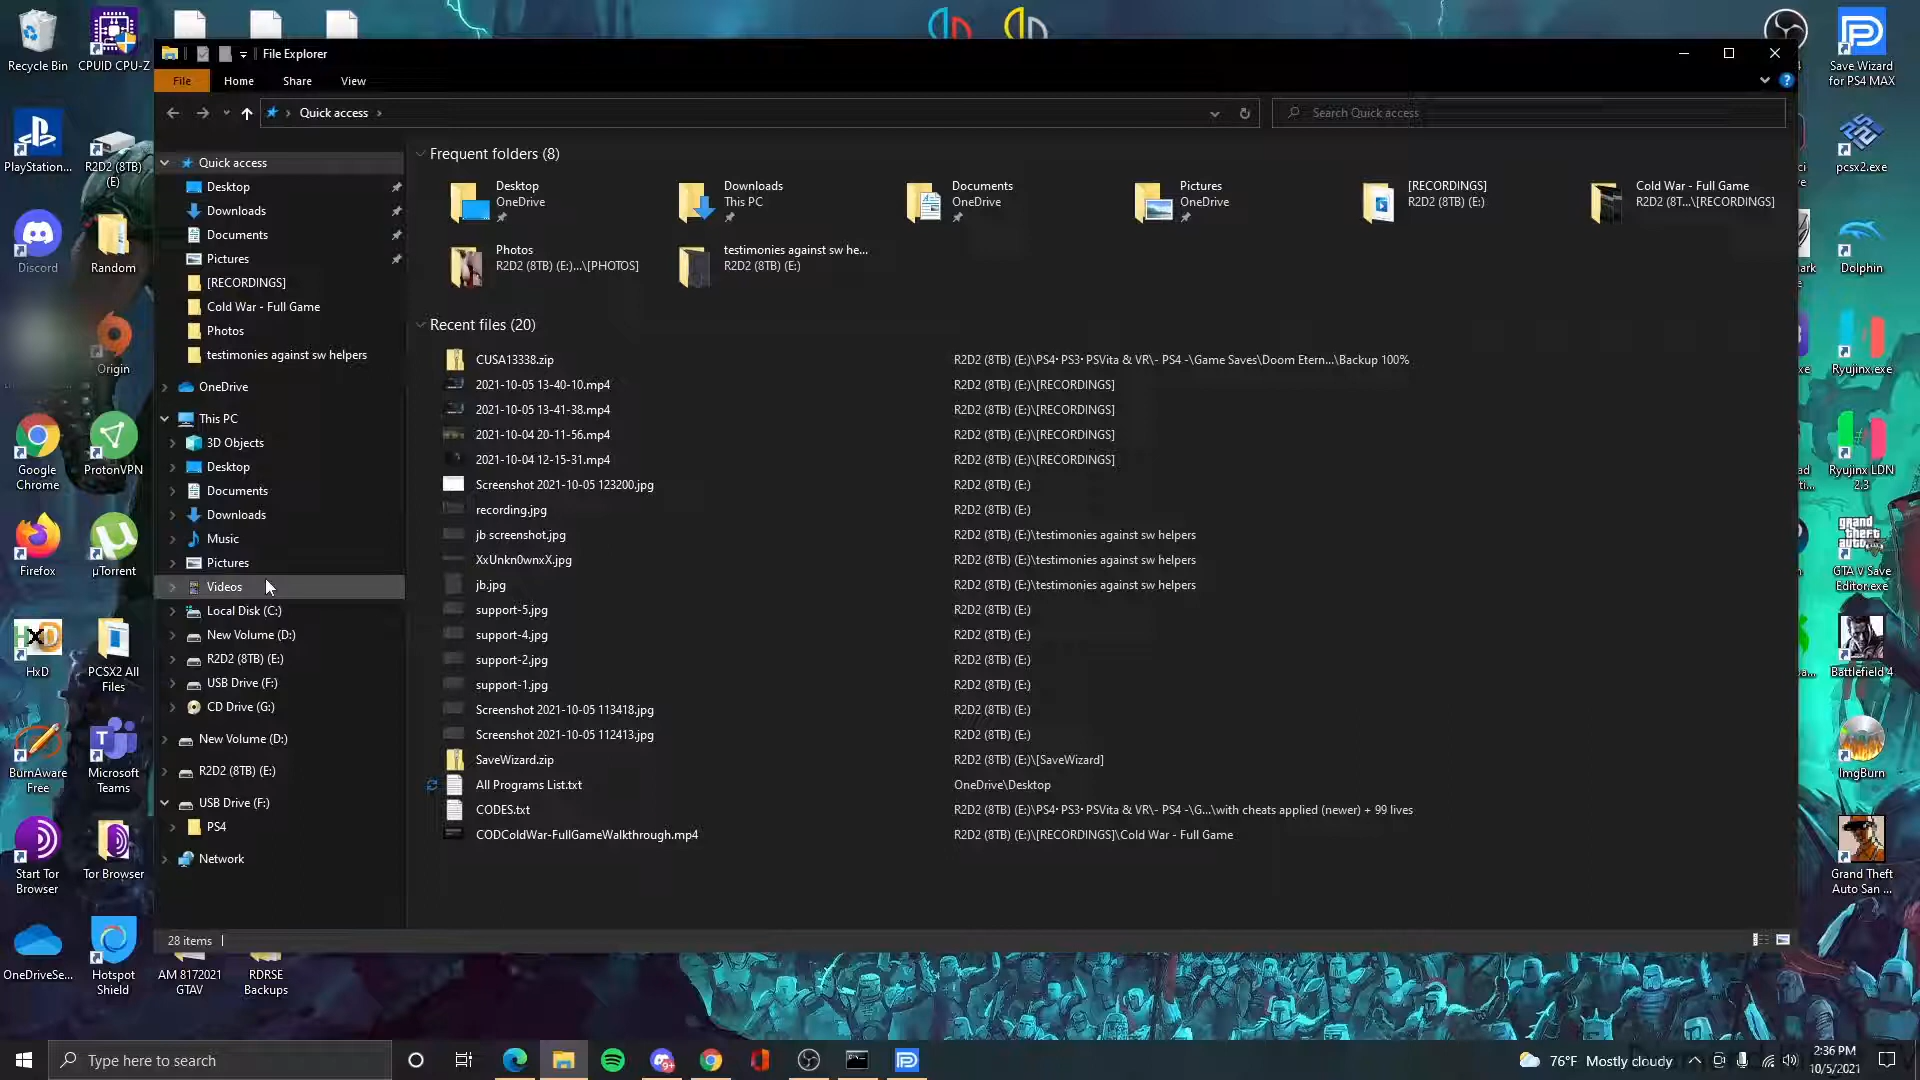 Recycle Bin
CPUID CPU-Z
File Explorer
Save Wizard
for PS4 MAX
File
Home
Share
View
Quick access
Search Quick access
PlayStation...
R2D2 (8TB)
(E)
pcsx2.exe
Quick access
Desktop
Downloads
Documents
Pictures
[RECORDINGS]
Cold War - Full Game
Photos
testimonies against sw helpers
OneDrive
This PC
3D Objects
Desktop
Documents
Downloads
Music
Pictures
Videos
Local Disk (C:)
New Volume (D:)
R2D2 (8TB) (E:)
USB Drive (F:)
CD Drive (G:)
New Volume (D:)
R2D2 (8TB) (E:)
USB Drive (F:)
PS4
Network
Frequent folders (8)
Desktop
OneDrive
Downloads
This PC
Documents
OneDrive
Pictures
OneDrive
[RECORDINGS]
R2D2 (8TB) (E:)
Cold War - Full Game
R2D2 (8T...\[RECORDINGS]
Photos
R2D2 (8TB) (E:)...\[PHOTOS]
testimonies against sw he...
R2D2 (8TB) (E:)
Recent files (20)
CUSA13338.zip R2D2 (8TB) (E:)\PS4• PS3• PSVita & VR\- PS4 -\Game Saves\Doom Etern...\Backup 100%
2021-10-05 13-40-10.mp4 R2D2 (8TB) (E:)\[RECORDINGS]
2021-10-05 13-41-38.mp4 R2D2 (8TB) (E:)\[RECORDINGS]
2021-10-04 20-11-56.mp4 R2D2 (8TB) (E:)\[RECORDINGS]
2021-10-04 12-15-31.mp4 R2D2 (8TB) (E:)\[RECORDINGS]
Screenshot 2021-10-05 123200.jpg R2D2 (8TB) (E:)
recording.jpg R2D2 (8TB) (E:)
jb screenshot.jpg R2D2 (8TB) (E:)\testimonies against sw helpers
XxUnkn0wnxX.jpg R2D2 (8TB) (E:)\testimonies against sw helpers
jb.jpg R2D2 (8TB) (E:)\testimonies against sw helpers
support-5.jpg R2D2 (8TB) (E:)
support-4.jpg R2D2 (8TB) (E:)
support-2.jpg R2D2 (8TB) (E:)
support-1.jpg R2D2 (8TB) (E:)
Screenshot 2021-10-05 113418.jpg R2D2 (8TB) (E:)
Screenshot 2021-10-05 112413.jpg R2D2 (8TB) (E:)
SaveWizard.zip R2D2 (8TB) (E:)\[SaveWizard]
All Programs List.txt OneDrive\Desktop
CODES.txt R2D2 (8TB) (E:)\PS4• PS3• PSVita & VR\- PS4 -\G...\with cheats applied (newer) + 99 lives
CODColdWar-FullGameWalkthrough.mp4 R2D2 (8TB) (E:)\[RECORDINGS]\Cold War - Full Game
28 items
Discord
Random
Origin
Google
Chrome
ProtonVPN
Firefox
µTorrent
HxD
PCSX2 All
Files
BurnAware
Free
Microsoft
Teams
Start Tor
Browser
Tor Browser
OneDriveSe...
Hotspot
Shield
AM 8172021
GTAV
RDRSE
Backups
Dolphin
Ryujinx.exe
Ryujinx LDN
2.3
grand
theft
auto
GTA V Save
Editor.exe
Battlefield 4
ImgBurn
Grand Theft
Auto San ...
Type here to search
9+
76°F Mostly cloudy
2:36 PM
10/5/2021